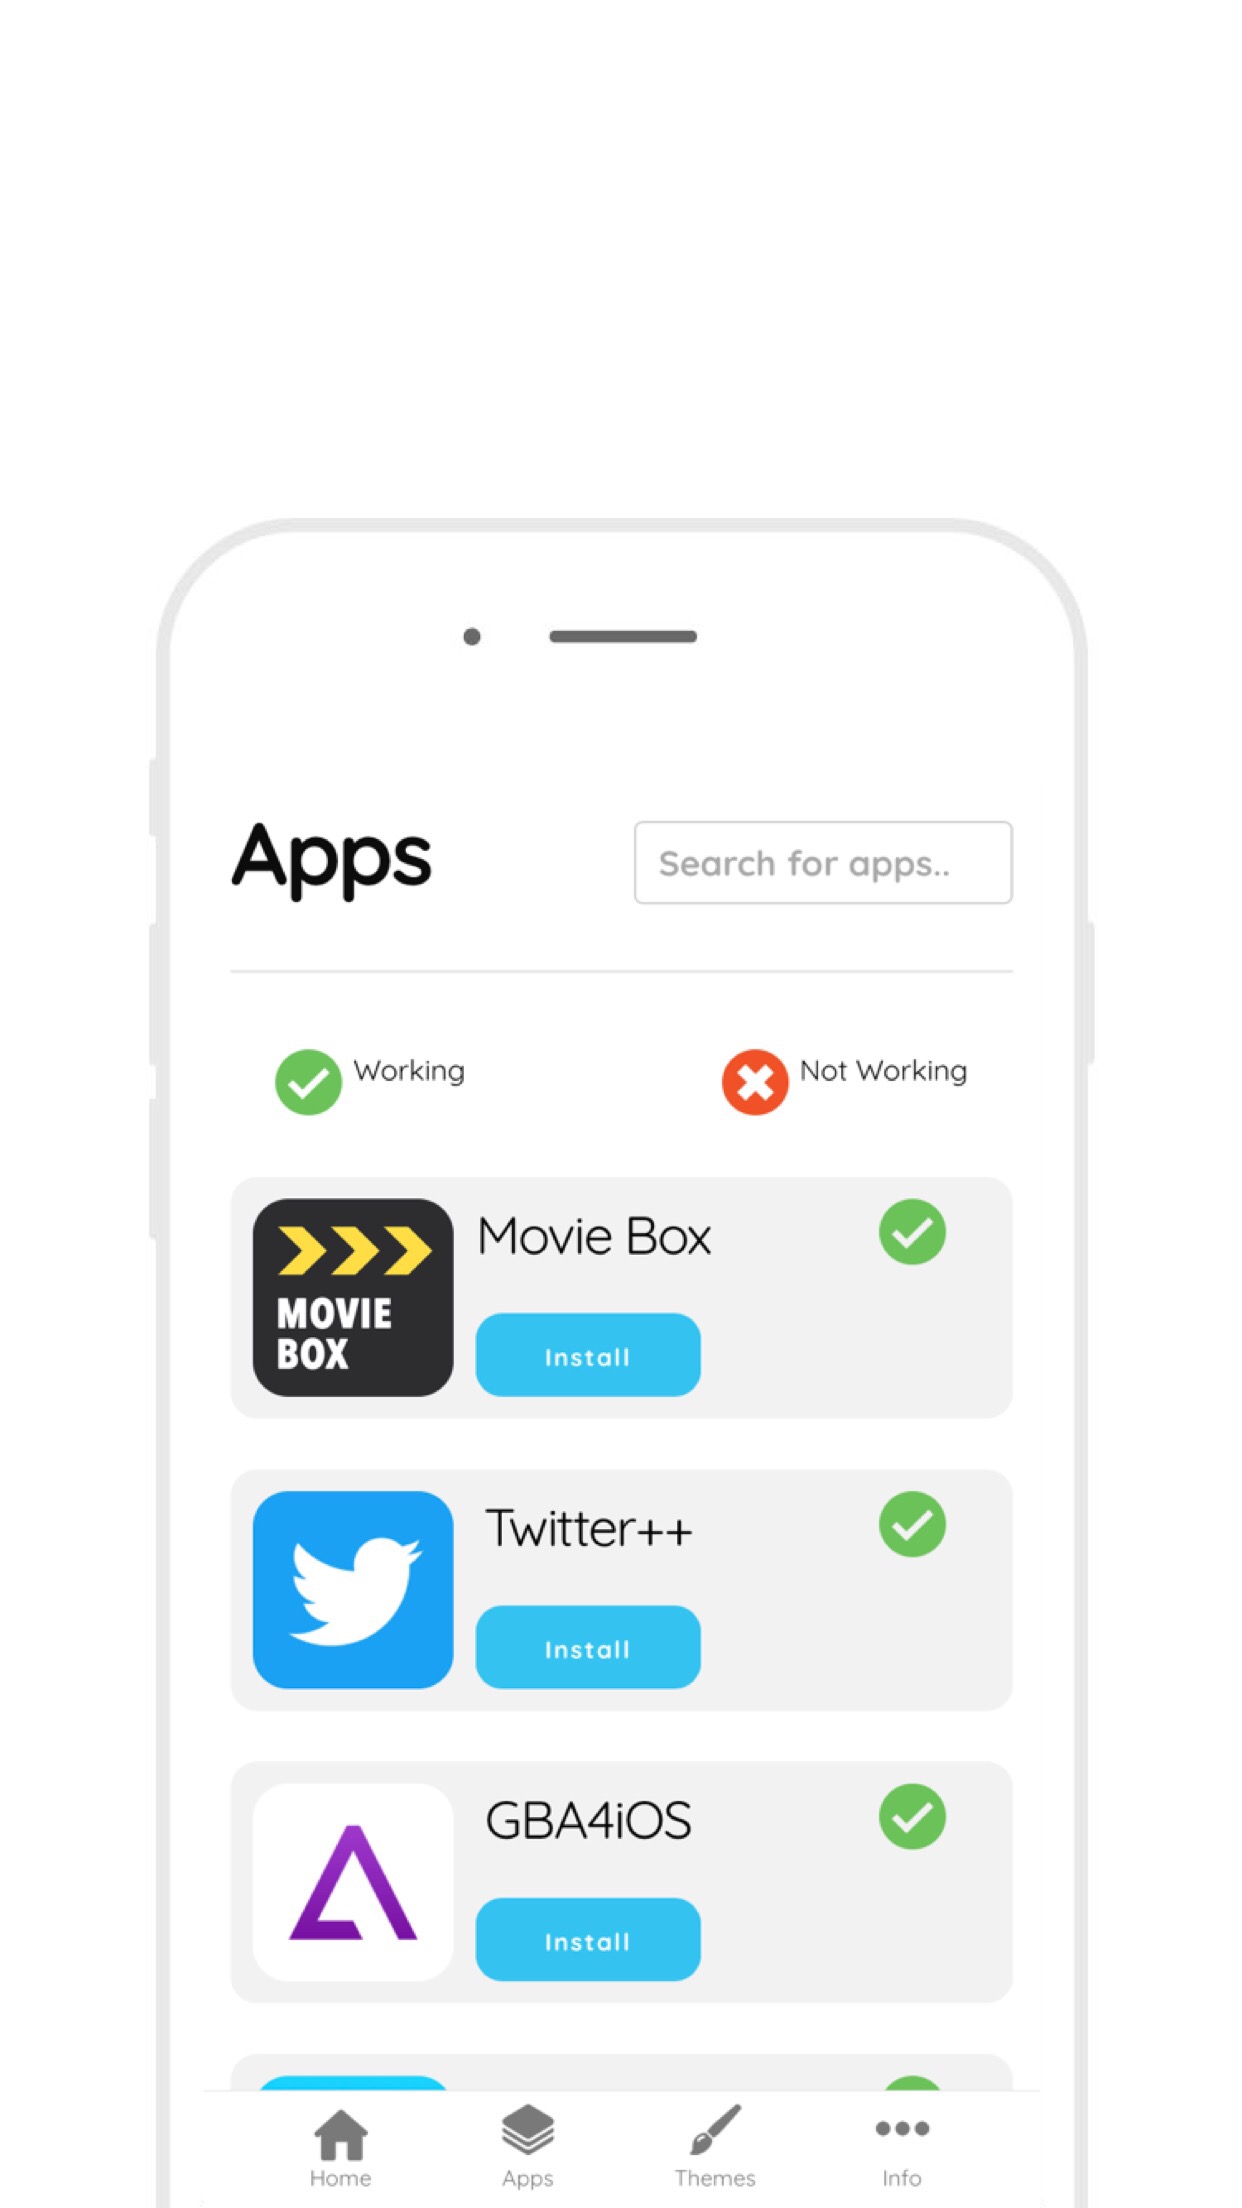 Apps
Search for apps..
Working
Not Working
MOVIE
BOX
Movie Box
Install
Twitter++
Install
GBA4iOS
Install
Home
Apps
Themes
Info